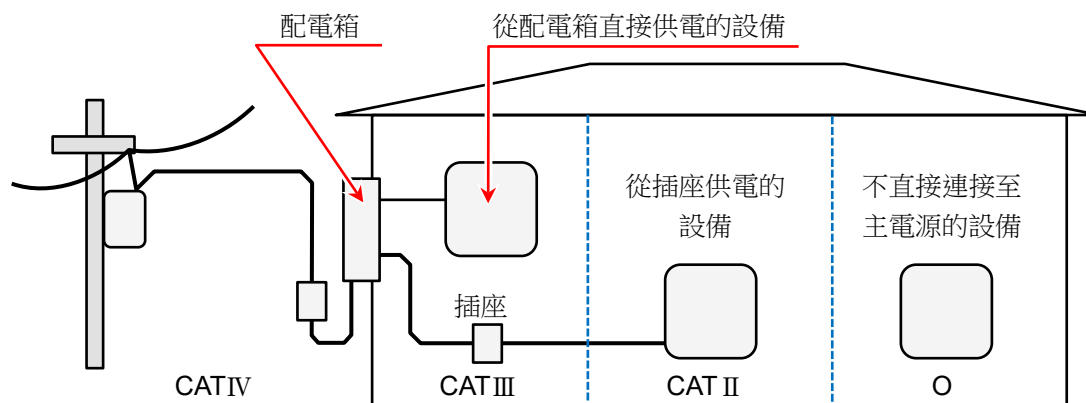 配電箱
從配電箱直接供電的設備
從插座供電的
設備
不直接連接至
主電源的設備
插座
CATⅣ
CATⅢ
CATⅡ
O